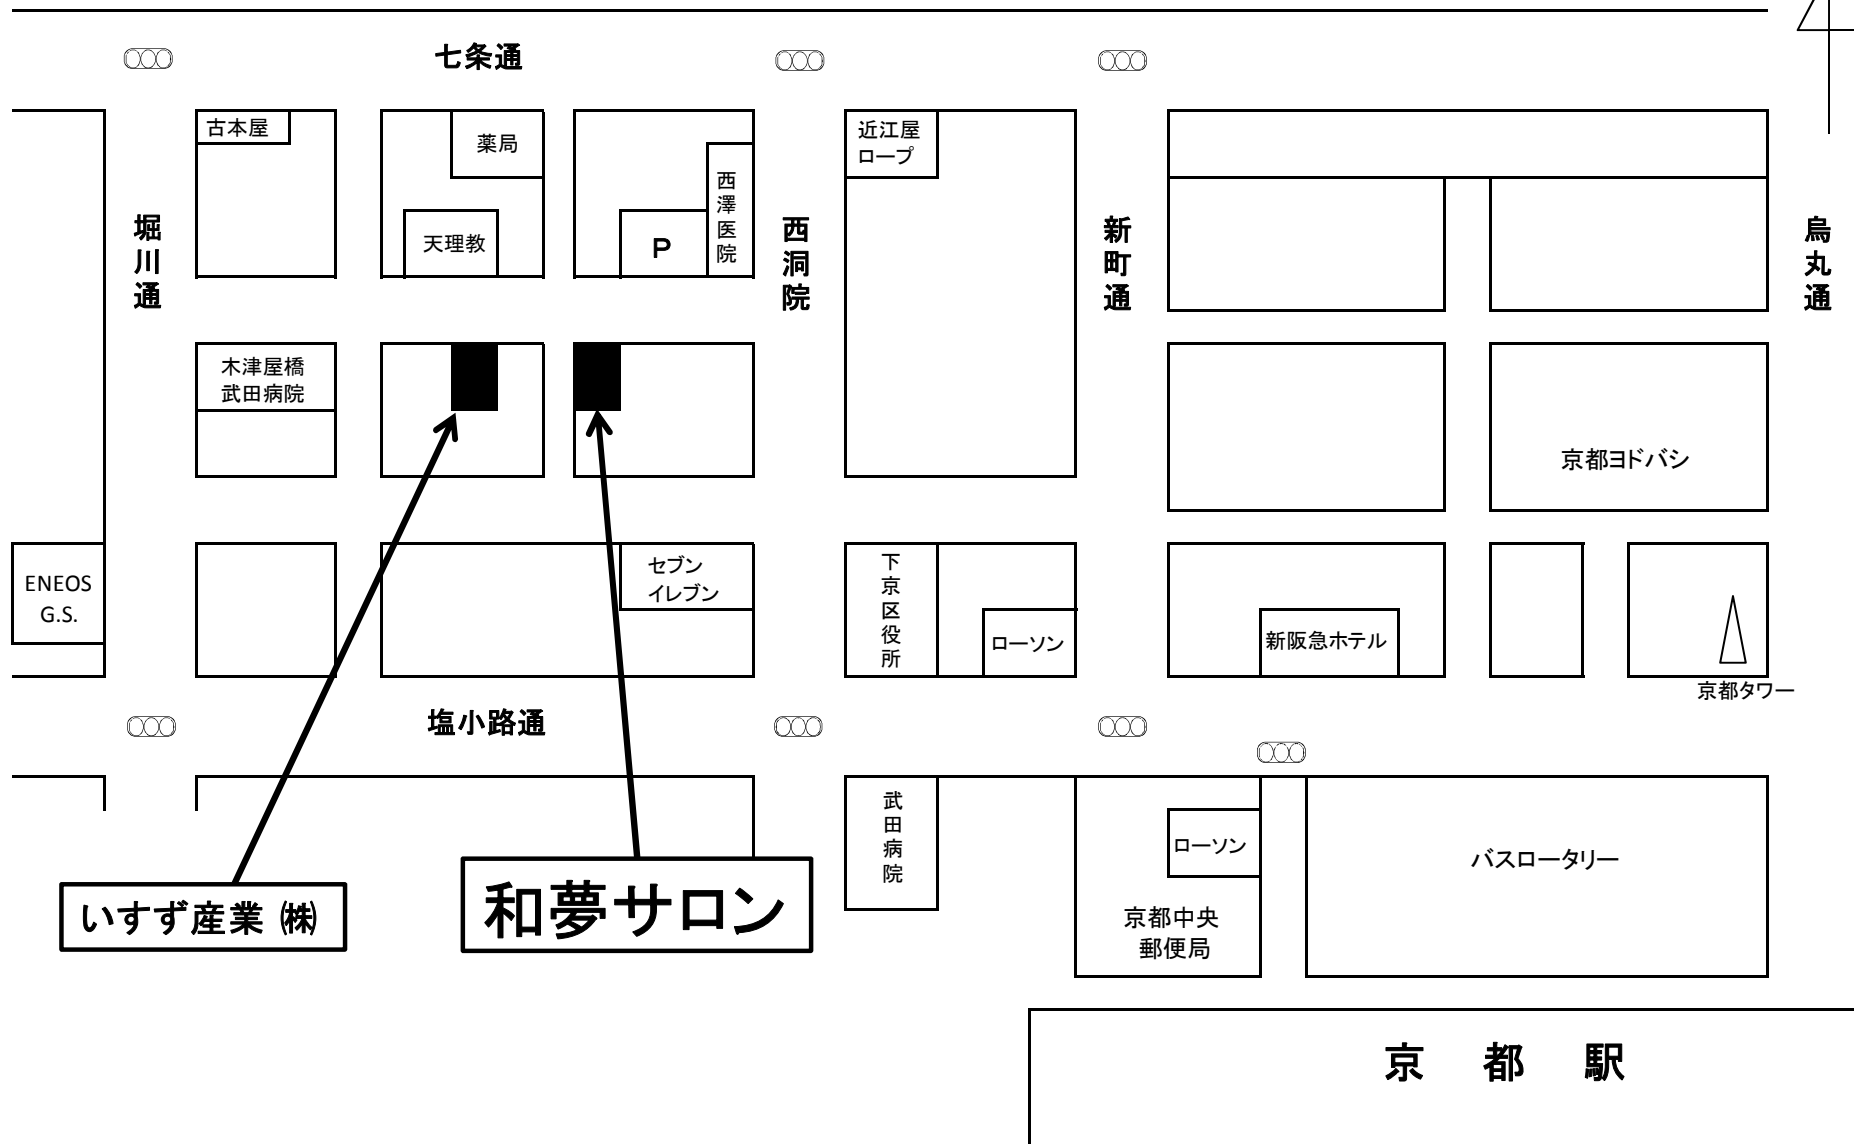 七条通
古本屋
薬局
近江屋
ロープ
西澤医院
天理教
P
堀川通
西洞院
新町通
烏丸通
木津屋橋
武田病院
京都ヨドバシ
ENEOS
G.S.
セブン
イレブン
下京区役所
ローソン
新阪急ホテル
京都タワー
塩小路通
武田病院
ローソン
バスロータリー
京都中央
郵便局
いすず産業 ㈱
和夢サロン
京都駅